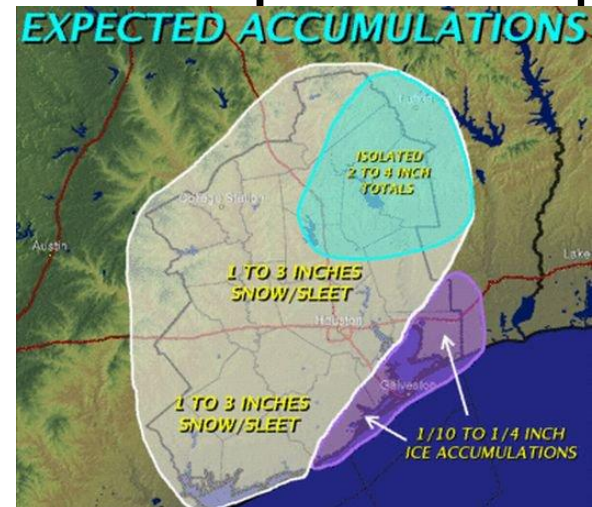 EXPECTED ACCUMULATIONS
Lufkin
ISOLATED
2 TO 4 INCH
TOTALS
College Station
Austin
Lake
1 TO 3 INCHES
SNOW/SLEET
Houston
Galveston
1 TO 3 INCHES
SNOW/SLEET
1/10 TO 1/4 INCH
ICE ACCUMULATIONS